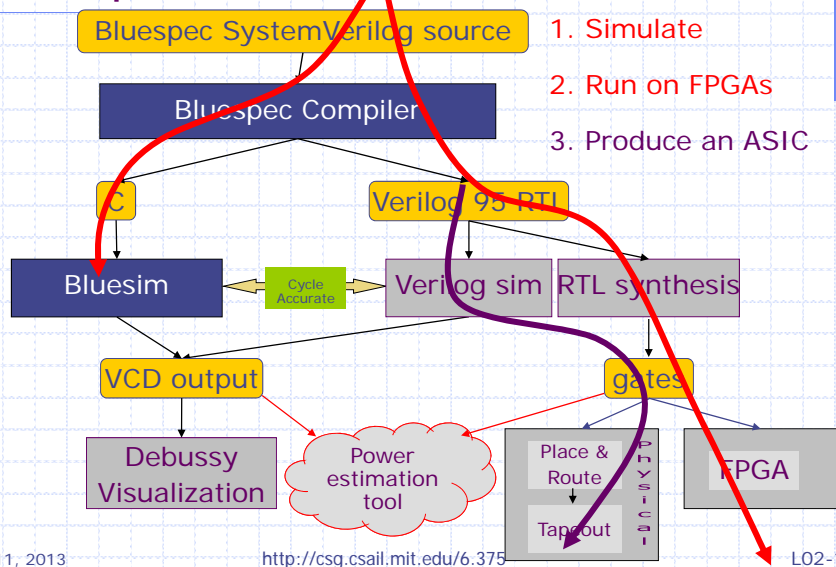 Bluespec SystemVerilog source
1. Simulate
2. Run on FPGAs
3. Produce an ASIC
Bluespec Compiler
C
Verilog 95 RTL
Bluesim
Cycle
Accurate
Verilog sim
RTL synthesis
VCD output
gates
Debussy
Visualization
Power
estimation
tool
Place &
Route
Tapeout
physical
FPGA
1, 2013
http://csg.csail.mit.edu/6.375
L02-